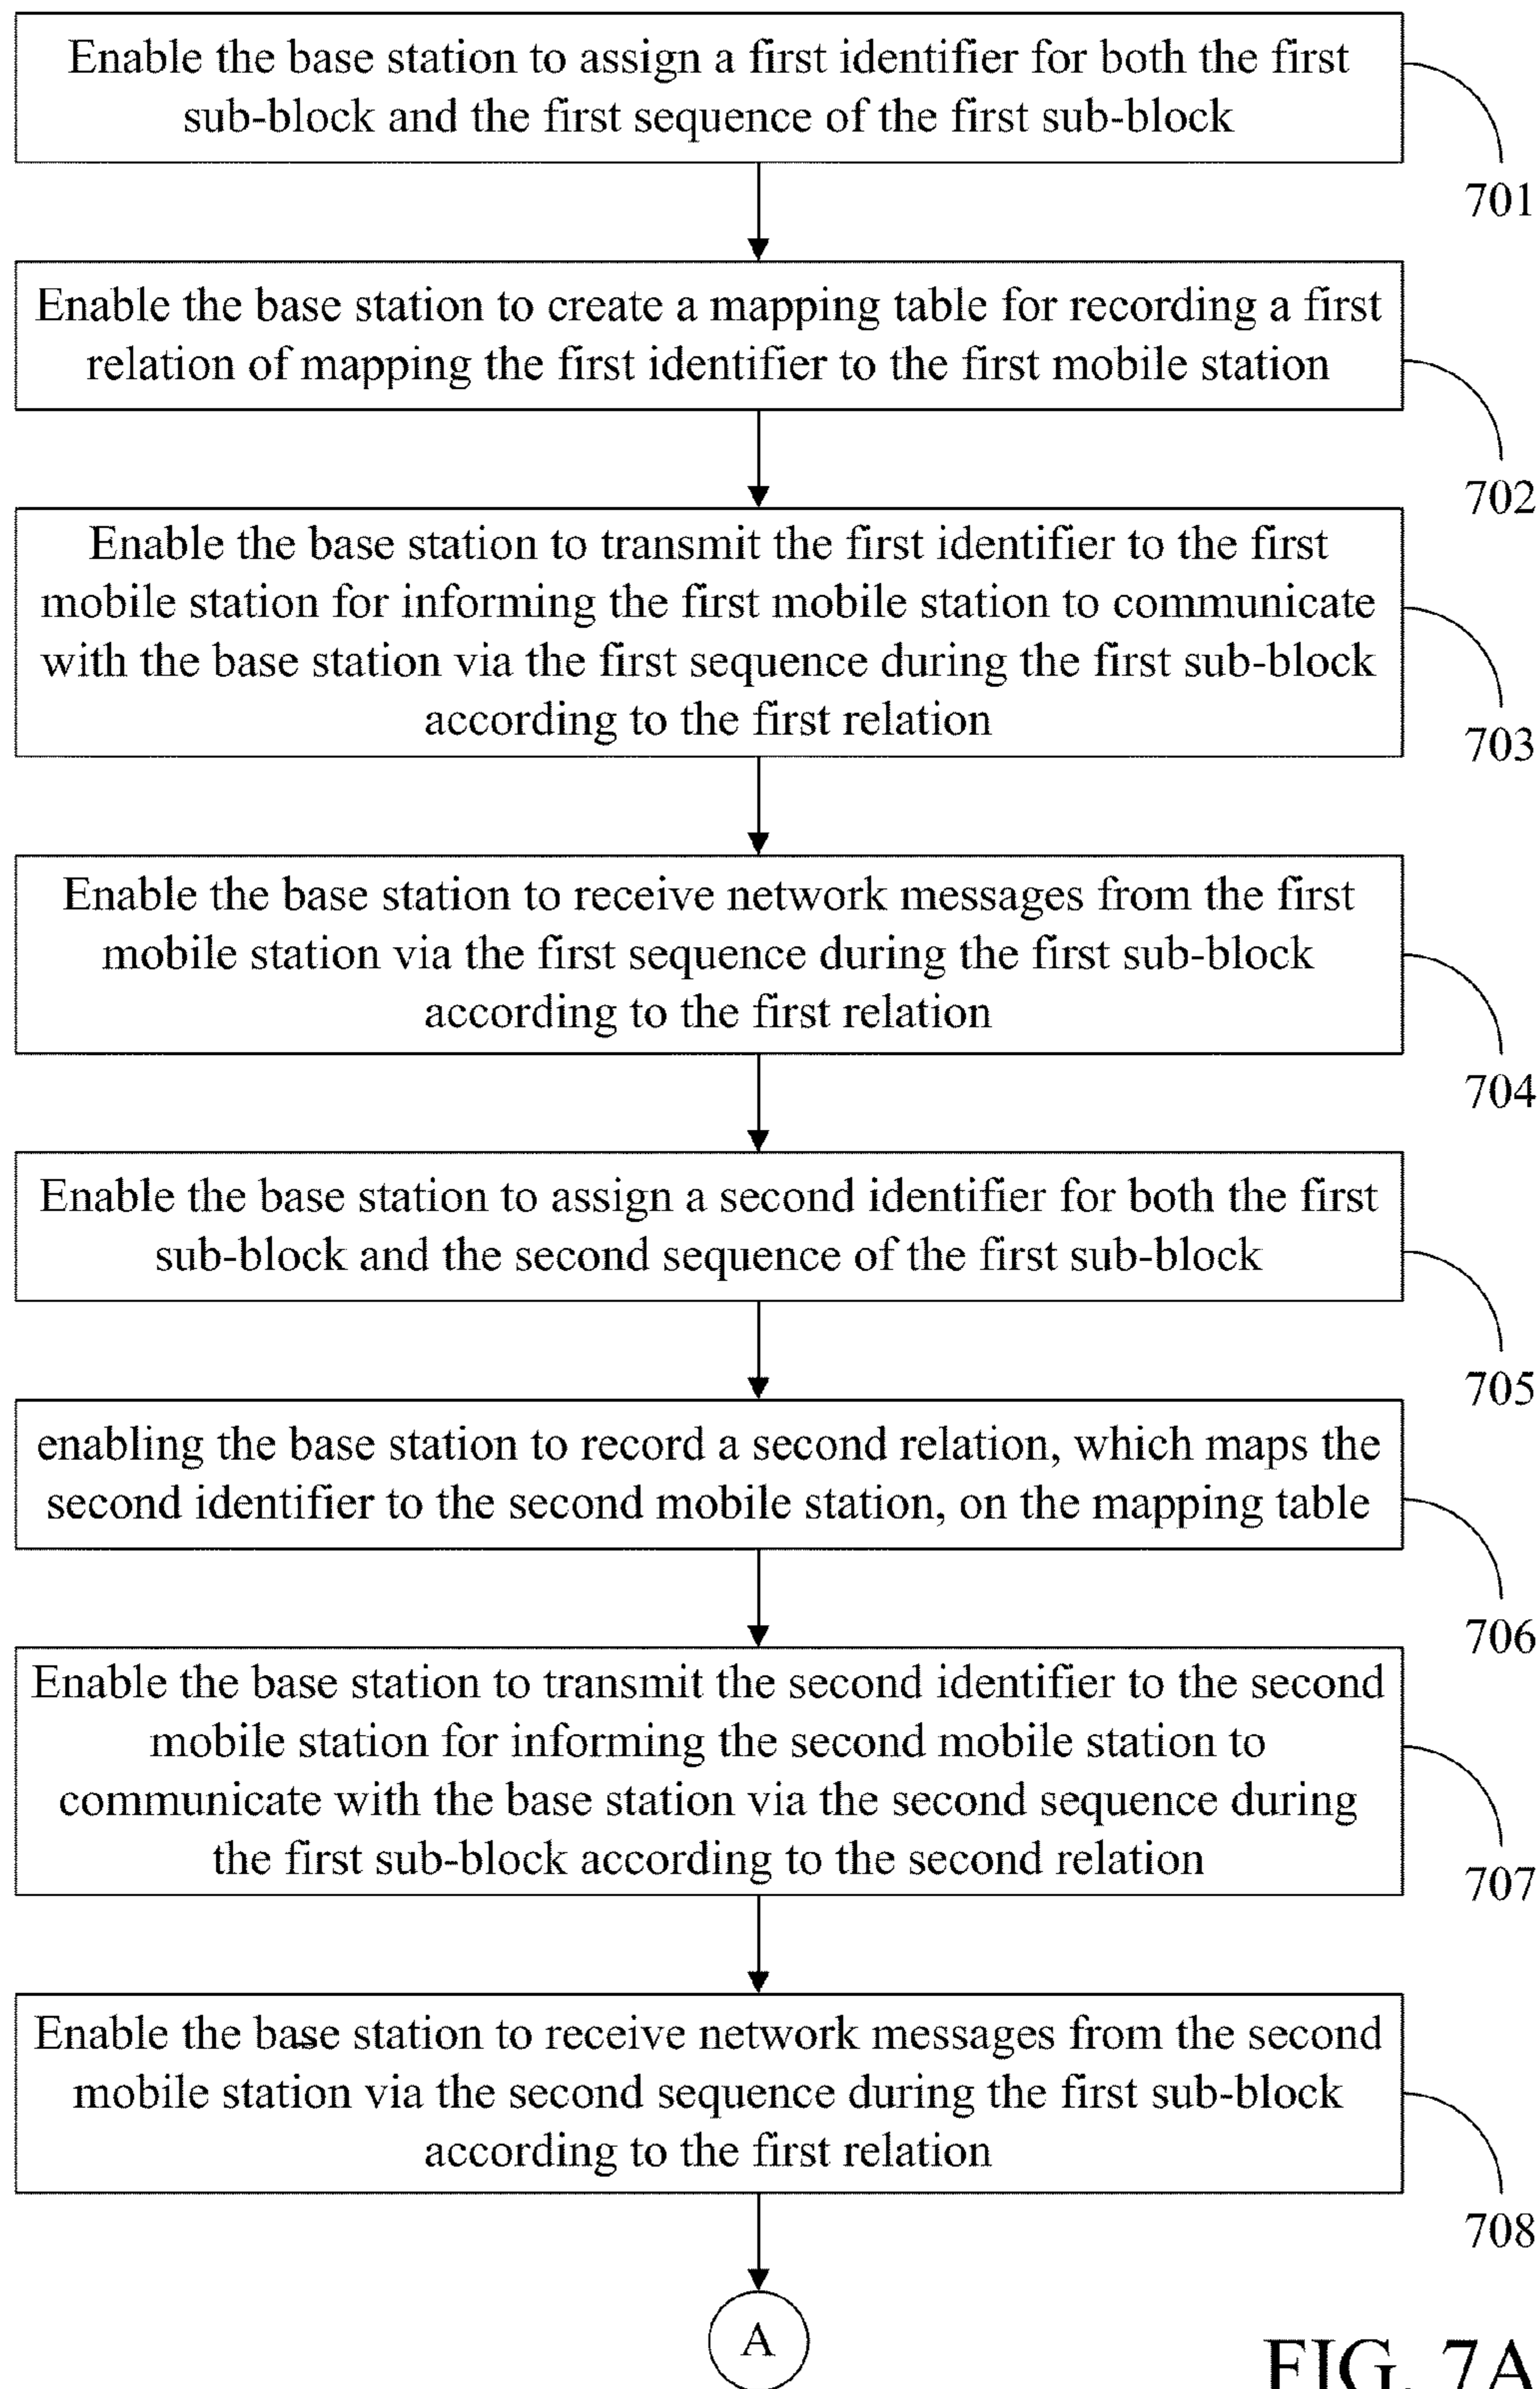 Enable the base station to assign a first identifier for both the first
sub-block and the first sequence of the first sub-block
701
Enable the base station to create a mapping table for recording a first
relation of mapping the first identifier to the first mobile station
702
Enable the base station to transmit the first identifier to the first
mobile station for informing the first mobile station to communicate
with the base station via the first sequence during the first sub-block
according to the first relation
703
Enable the base station to receive network messages from the first
mobile station via the first sequence during the first sub-block
according to the first relation
704
Enable the base station to assign a second identifier for both the first
sub-block and the second sequence of the first sub-block
705
enabling the base station to record a second relation, which maps the
second identifier to the second mobile station, on the mapping table
706
Enable the base station to transmit the second identifier to the second
mobile station for informing the second mobile station to
communicate with the base station via the second sequence during
the first sub-block according to the second relation
707
Enable the base station to receive network messages from the second
mobile station via the second sequence during the first sub-block
according to the first relation
708
A
FIG. 7A